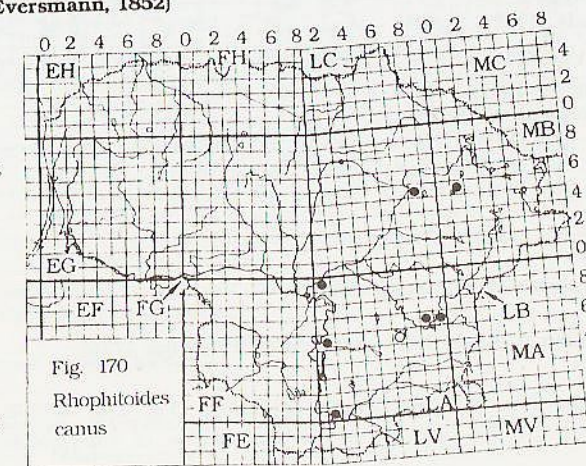 Eversmann, 1852)
0 2 4 6 8 0 2 4 6 8 2 4 6 8 0 2 4 6 8
EH FH LC MC
4
2
0
MB 8
6
4
2
EG 0
8
EF FG LB 6
MA
Fig. 170
Rhophitoides
canus
FF LA
FE LV MV